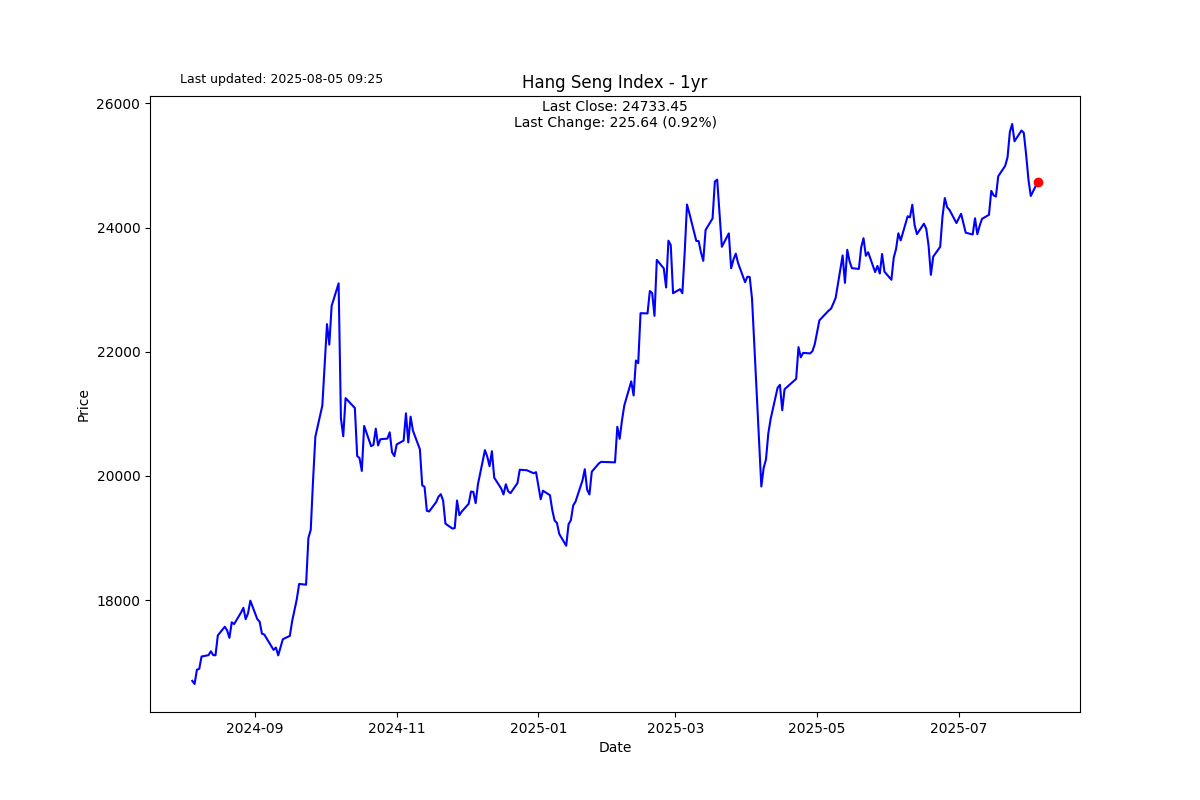 Last updated: 2025-08-05 09:25
Hang Seng Index - 1yr
Last Close: 24733.45
Last Change: 225.64 (0.92%)
26000
24000
22000
20000
18000
Price
2024-09
2024-11
2025-01
2025-03
2025-05
2025-07
Date